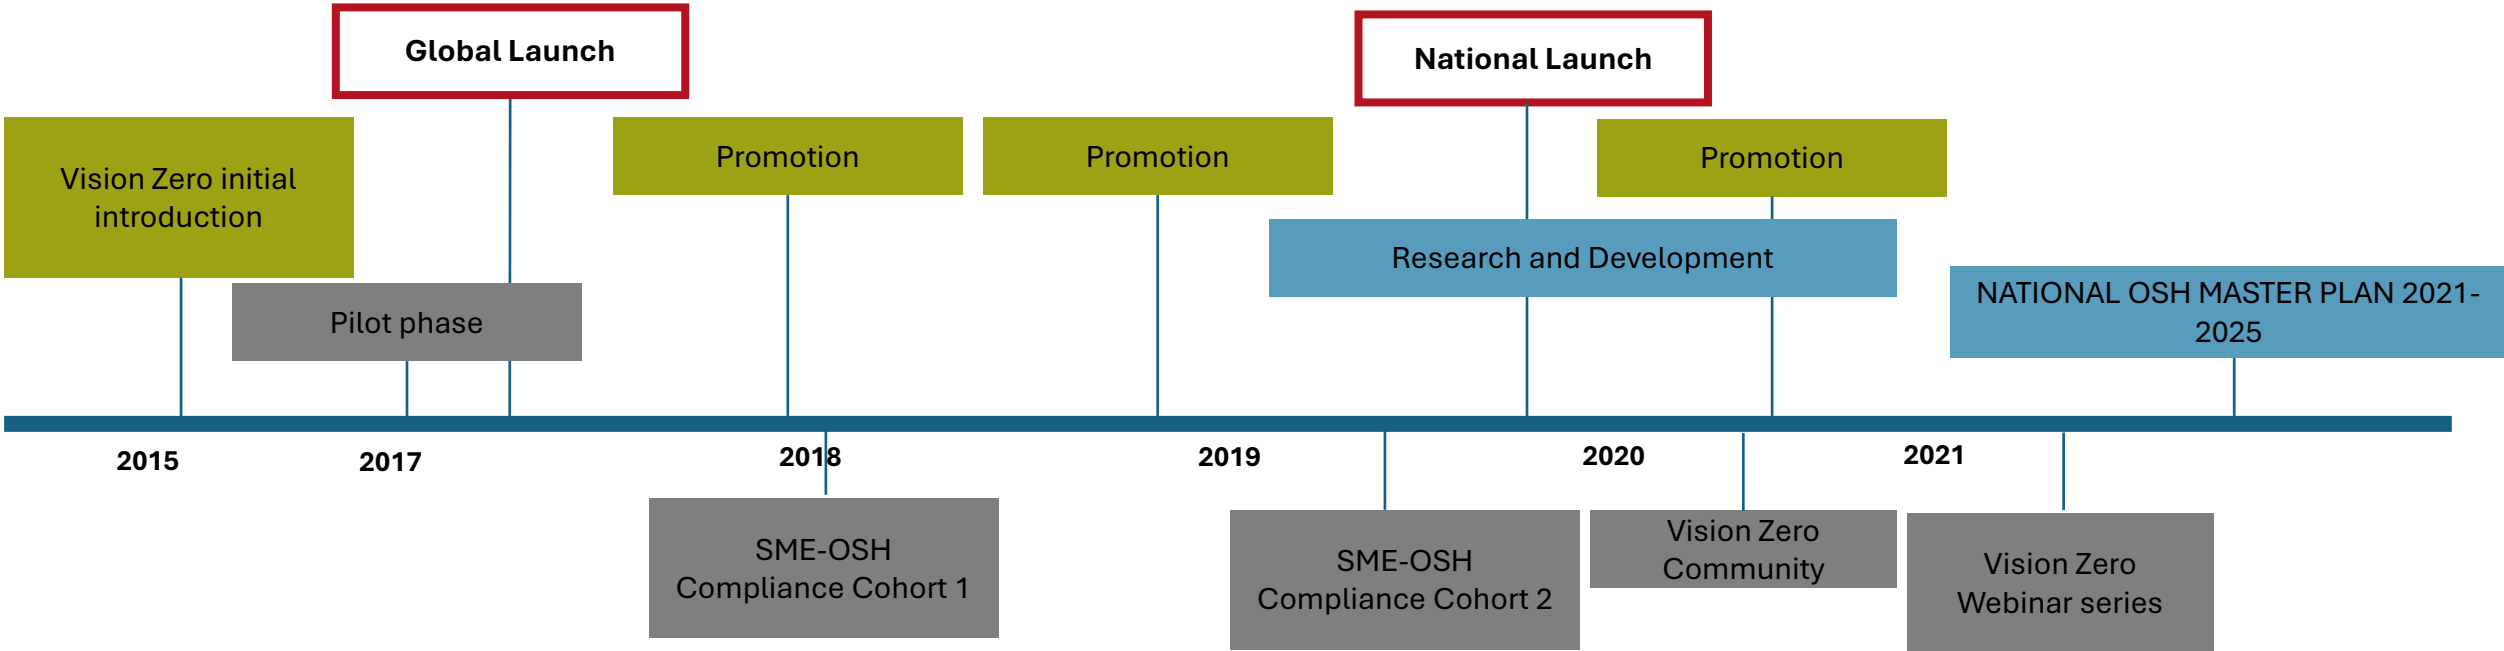 Global Launch
National Launch
Vision Zero initial
introduction
Promotion
Promotion
Promotion
Research and Development
Pilot phase
NATIONAL OSH MASTER PLAN 2021-
2025
2015
2017
2018
2019
2020
2021
SME-OSH
Compliance Cohort 1
SME-OSH
Compliance Cohort 2
Vision Zero
Community
Vision Zero
Webinar series